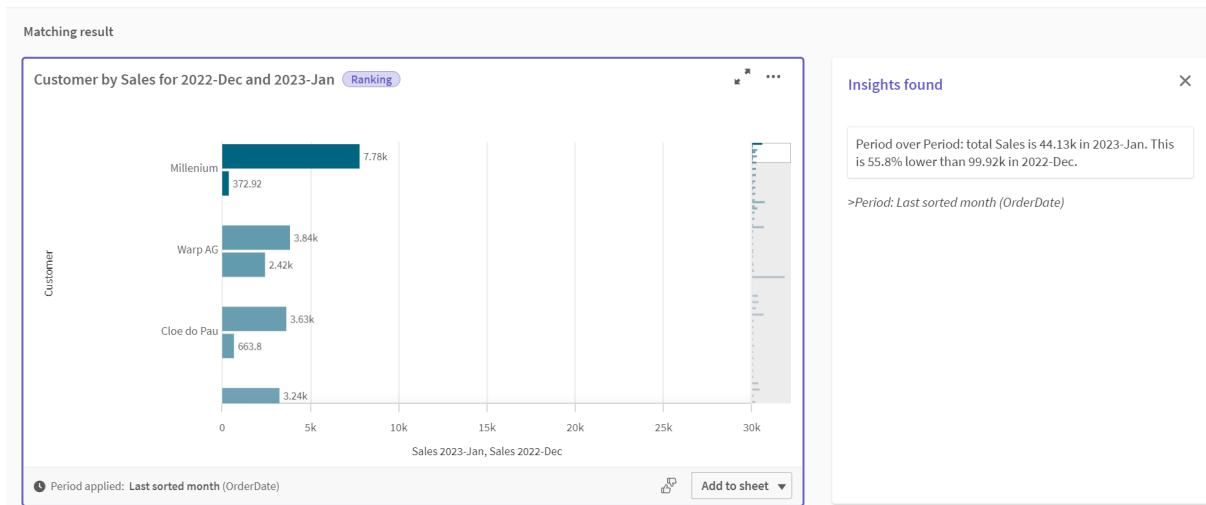 Matching result
Customer by Sales for 2022-Dec and 2023-Jan Ranking
Millenium
7.78k
372.92
Warp AG
3.84k
2.42k
Cloe do Pau
3.63k
663.8
3.24k
Customer
0 5k 10k 15k 20k 25k 30k
Sales 2023-Jan, Sales 2022-Dec
Period applied: Last sorted month (OrderDate)
Add to sheet
Insights found
Period over Period: total Sales is 44.13k in 2023-Jan. This
is 55.8% lower than 99.92k in 2022-Dec.
>Period: Last sorted month (OrderDate)